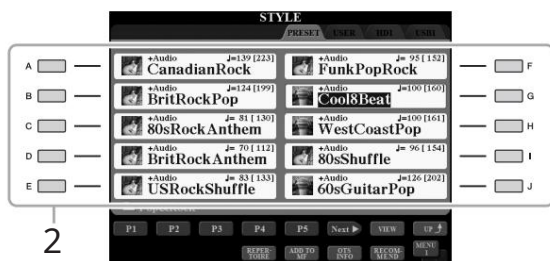 STYLE
PRESET USER HD1 USB1
A +Audio ♩=139 [223] +Audio ♩= 95 [ 152] F
CanadianRock FunkPopRock
B +Audio ♩=124 [199] +Audio ♩=100 [160] G
BritRockPop Cool8Beat
C +Audio ♩= 81 [ 130] +Audio ♩=100 [161] H
80sRockAnthem WestCoastPop
D +Audio ♩= 70 [ 112] +Audio ♩= 96 [ 154] I
BritRockAnthem 80sShuffle
E +Audio ♩= 83 [ 133] +Audio ♩=126 [202] J
USRockShuffle 60sGuitarPop
Pop&Rock
2
P1 P2 P3 P4 P5 Next VIEW UP
REPER-TOIRE ADD TO MF OTS INFO RECOM-MEND MENU 1